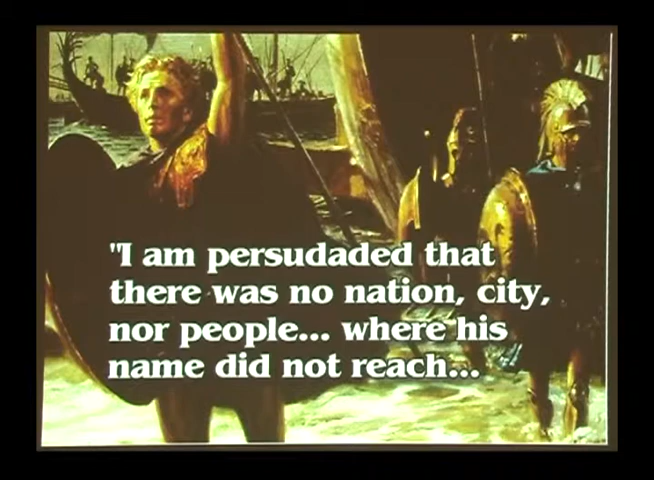 "I am persudaded that
there was no nation, city,
nor people... where his
name did not reach...